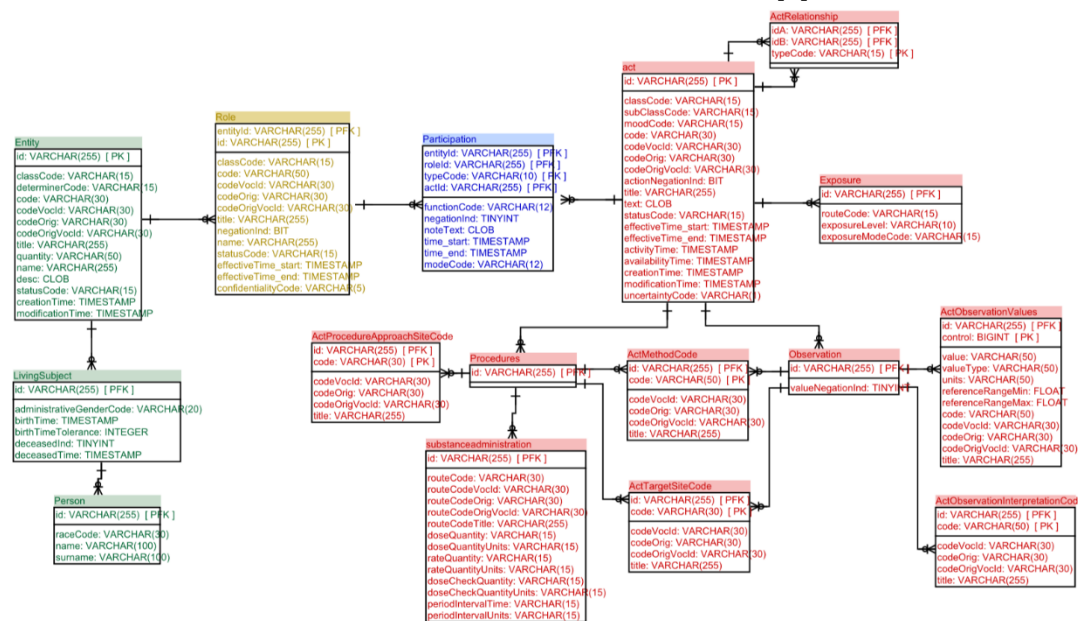 ActRelationship
idA: VARCHAR(255) [ PFK ]
idB: VARCHAR(255) [ PFK ]
typeCode: VARCHAR(15) [ PK ]
act
id: VARCHAR(255) [ PK ]
classCode: VARCHAR(15)
subClassCode: VARCHAR(15)
moodCode: VARCHAR(15)
code: VARCHAR(30)
codeVocId: VARCHAR(30)
codeOrig: VARCHAR(30)
codeOrigVocId: VARCHAR(30)
actionNegationInd: BIT
title: VARCHAR(255)
text: CLOB
statusCode: VARCHAR(15)
effectiveTime_start: TIMESTAMP
effectiveTime_end: TIMESTAMP
activityTime: TIMESTAMP
availabilityTime: TIMESTAMP
creationTime: TIMESTAMP
modificationTime: TIMESTAMP
uncertaintyCode: VARCHAR(1)
Role
entityId: VARCHAR(255) [ PFK ]
id: VARCHAR(255) [ PK ]
classCode: VARCHAR(15)
code: VARCHAR(50)
codeVocId: VARCHAR(30)
codeOrig: VARCHAR(30)
codeOrigVocId: VARCHAR(30)
title: VARCHAR(255)
negationInd: BIT
name: VARCHAR(255)
statusCode: VARCHAR(15)
effectiveTime_start: TIMESTAMP
effectiveTime_end: TIMESTAMP
confidentialityCode: VARCHAR(5)
Participation
entityId: VARCHAR(255) [ PFK ]
roleId: VARCHAR(255) [ PFK ]
typeCode: VARCHAR(10) [ PK ]
actId: VARCHAR(255) [ PFK ]
functionCode: VARCHAR(12)
negationInd: TINYINT
noteText: CLOB
time_start: TIMESTAMP
time_end: TIMESTAMP
modeCode: VARCHAR(12)
Entity
id: VARCHAR(255) [ PK ]
classCode: VARCHAR(15)
determinerCode: VARCHAR(15)
code: VARCHAR(30)
codeVocId: VARCHAR(30)
codeOrig: VARCHAR(30)
codeOrigVocId: VARCHAR(30)
title: VARCHAR(255)
quantity: VARCHAR(50)
name: VARCHAR(255)
desc: CLOB
statusCode: VARCHAR(15)
creationTime: TIMESTAMP
modificationTime: TIMESTAMP
Exposure
id: VARCHAR(255) [ PFK ]
routeCode: VARCHAR(15)
exposureLevel: VARCHAR(10)
exposureModeCode: VARCHAR(15)
ActObservationValues
id: VARCHAR(255) [ PFK ]
control: BIGINT [ PK ]
value: VARCHAR(50)
valueType: VARCHAR(50)
units: VARCHAR(50)
referenceRangeMin: FLOAT
referenceRangeMax: FLOAT
code: VARCHAR(50)
codeVocId: VARCHAR(30)
codeOrig: VARCHAR(30)
codeOrigVocId: VARCHAR(30)
title: VARCHAR(255)
ActProcedureApproachSiteCode
id: VARCHAR(255) [ PFK ]
code: VARCHAR(30) [ PK ]
codeVocId: VARCHAR(30)
codeOrig: VARCHAR(30)
codeOrigVocId: VARCHAR(30)
title: VARCHAR(255)
Procedures
id: VARCHAR(255) [ PFK ]
ActMethodCode
id: VARCHAR(255) [ PFK ]
code: VARCHAR(50) [ PK ]
codeVocId: VARCHAR(30)
codeOrig: VARCHAR(30)
codeOrigVocId: VARCHAR(30)
title: VARCHAR(255)
Observation
id: VARCHAR(255) [ PFK ]
valueNegationInd: TINYINT
LivingSubject
id: VARCHAR(255) [ PFK ]
administrativeGenderCode: VARCHAR(20)
birthTime: TIMESTAMP
birthTimeTolerance: INTEGER
deceasedInd: TINYINT
deceasedTime: TIMESTAMP
substanceadministration
id: VARCHAR(255) [ PFK ]
routeCode: VARCHAR(30)
routeCodeVocId: VARCHAR(30)
routeCodeOrig: VARCHAR(30)
routeCodeOrigVocId: VARCHAR(30)
routeCodeTitle: VARCHAR(255)
doseQuantity: VARCHAR(15)
doseQuantityUnits: VARCHAR(15)
rateQuantity: VARCHAR(15)
rateQuantityUnits: VARCHAR(15)
doseCheckQuantity: VARCHAR(15)
doseCheckQuantityUnits: VARCHAR(15)
periodIntervalTime: VARCHAR(15)
periodIntervalUnits: VARCHAR(15)
ActTargetSiteCode
id: VARCHAR(255) [ PFK ]
code: VARCHAR(30) [ PK ]
codeVocId: VARCHAR(30)
codeOrig: VARCHAR(30)
codeOrigVocId: VARCHAR(30)
title: VARCHAR(255)
Person
id: VARCHAR(255) [ PFK ]
raceCode: VARCHAR(30)
name: VARCHAR(100)
surname: VARCHAR(100)
ActObservationInterpretationCod
id: VARCHAR(255) [ PFK ]
code: VARCHAR(50) [ PK ]
codeVocId: VARCHAR(30)
codeOrig: VARCHAR(30)
codeOrigVocId: VARCHAR(30)
title: VARCHAR(255)